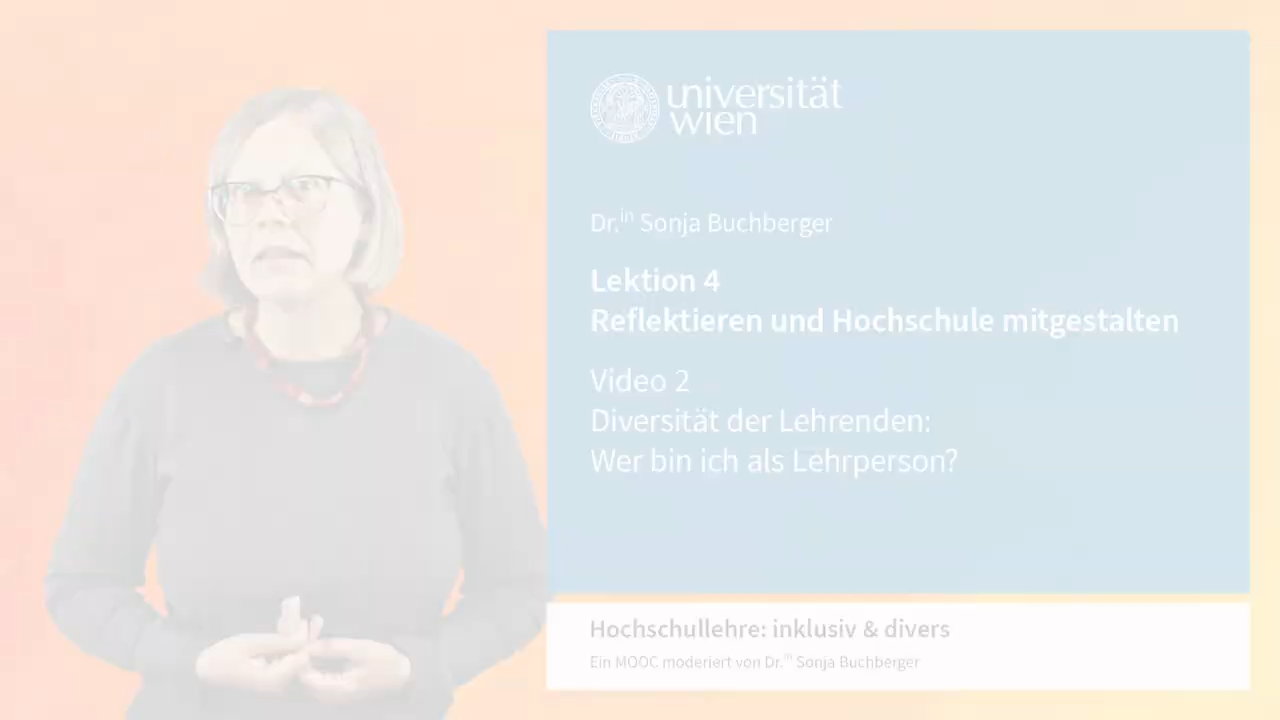 universität
wien
Dr.in Sonja Buchberger
Lektion 4
Reflektieren und Hochschule mitgestalten
Video 2
Diversität der Lehrenden:
Wer bin ich als Lehrperson?
Hochschullehre: inklusiv & divers
Ein MOOC moderiert von Dr.in Sonja Buchberger